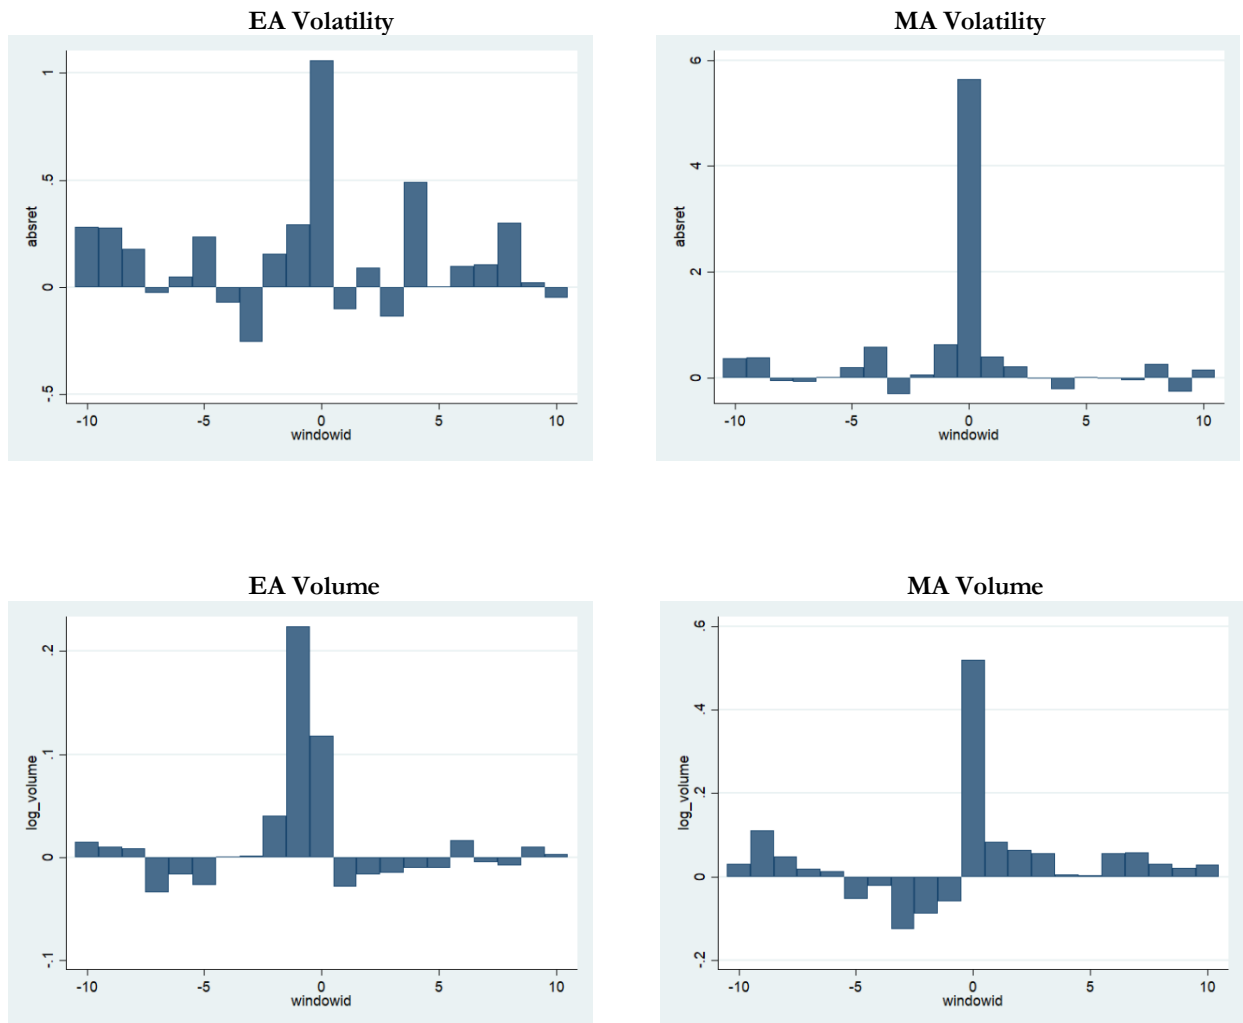 EA Volatility
1
.5
0
-.5
absret
-10 -5 0 5 10
windowid
MA Volatility
6
4
2
0
absret
-10 -5 0 5 10
windowid
EA Volume
.2
.1
0
-.1
log_volume
-10 -5 0 5 10
windowid
MA Volume
.6
.4
.2
0
-.2
log_volume
-10 -5 0 5 10
windowid